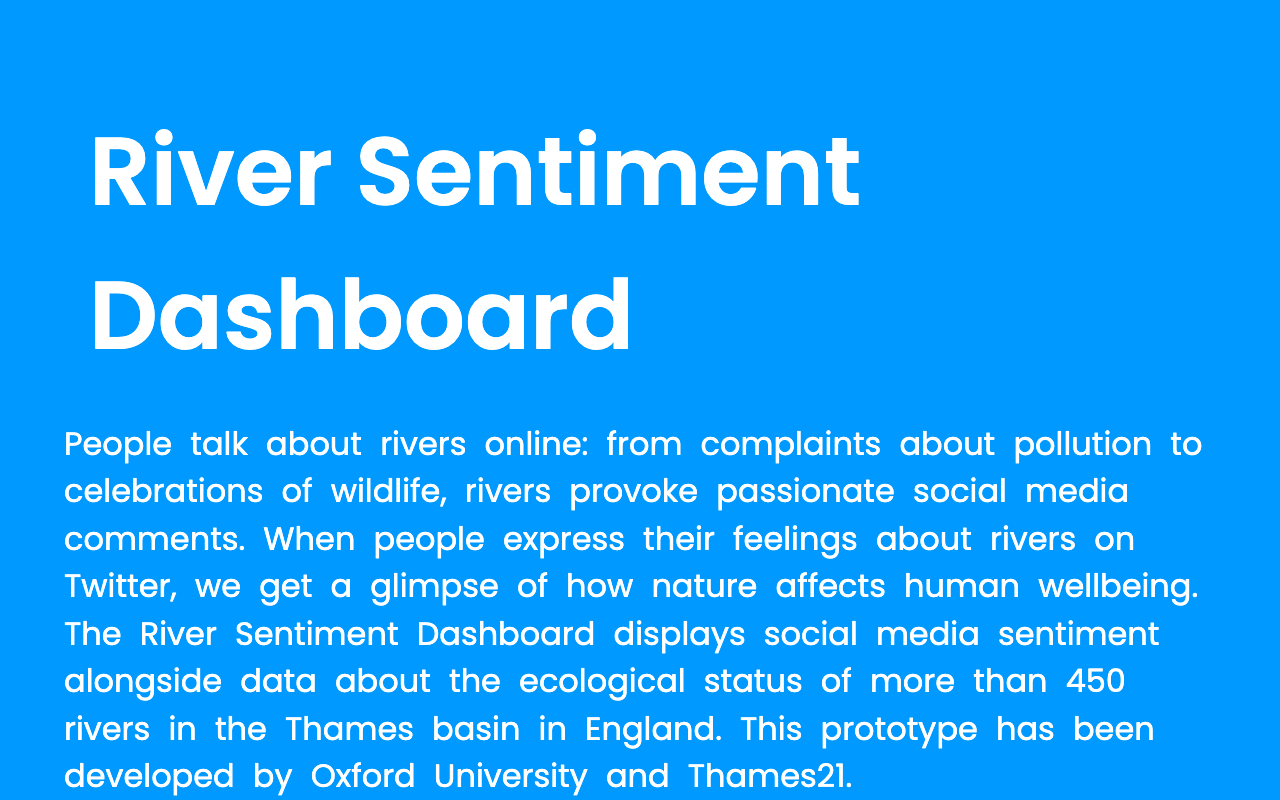 River Sentiment
Dashboard
People talk about rivers online: from complaints about pollution to
celebrations of wildlife, rivers provoke passionate social media
comments. When people express their feelings about rivers on
Twitter, we get a glimpse of how nature affects human wellbeing.
The River Sentiment Dashboard displays social media sentiment
alongside data about the ecological status of more than 450
rivers in the Thames basin in England. This prototype has been
developed by Oxford University and Thames21.